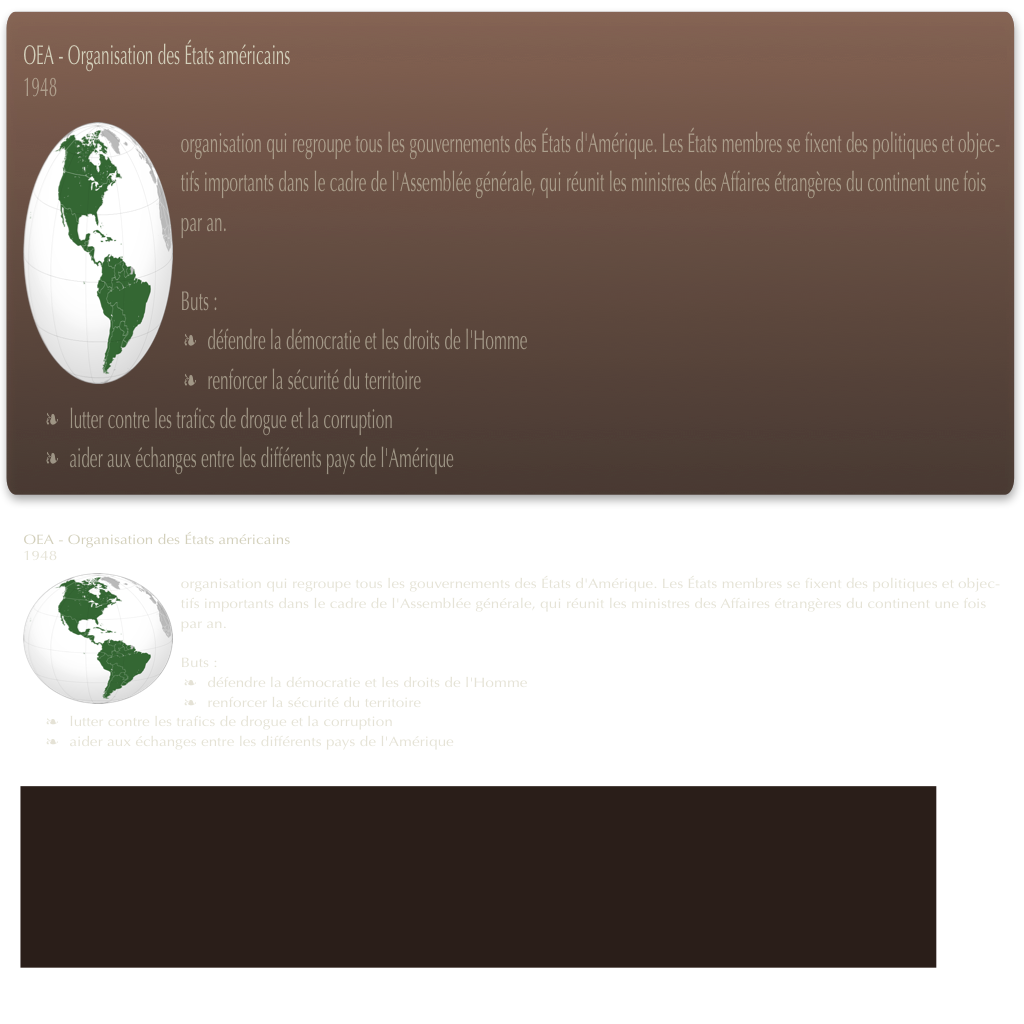 OEA - Organisation des États américains
1948
organisation qui regroupe tous les gouvernements des États d'Amérique. Les États membres se fixent des politiques et objec-
tifs importants dans le cadre de l'Assemblée générale, qui réunit les ministres des Affaires étrangères du continent une fois
par an.
Buts :
❧ défendre la démocratie et les droits de l'Homme
❧ renforcer la sécurité du territoire
❧ lutter contre les trafics de drogue et la corruption
❧ aider aux échanges entre les différents pays de l'Amérique
OEA - Organisation des États américains
1948
organisation qui regroupe tous les gouvernements des États d'Amérique. Les États membres se fixent des politiques et objec-
tifs importants dans le cadre de l'Assemblée générale, qui réunit les ministres des Affaires étrangères du continent une fois
par an.
Buts :
❧ défendre la démocratie et les droits de l'Homme
❧ renforcer la sécurité du territoire
❧ lutter contre les trafics de drogue et la corruption
❧ aider aux échanges entre les différents pays de l'Amérique